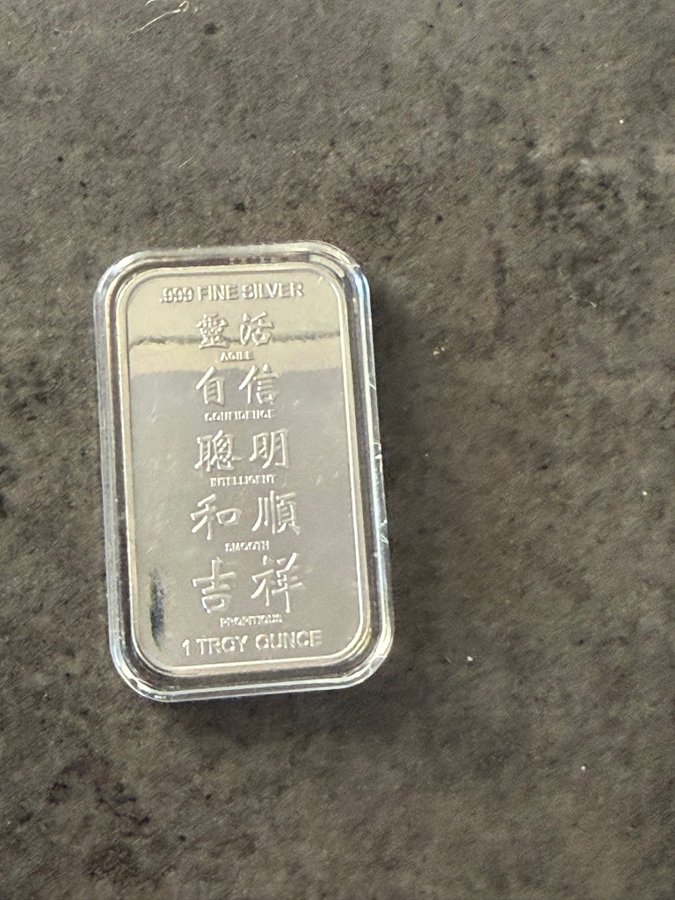 .999 FINE SILVER
靈活
AGILE
自信
CONFIDENCE
聰明
INTELLIGENT
和順
SMOOTH
吉祥
PROPITIOUS
1 TROY OUNCE